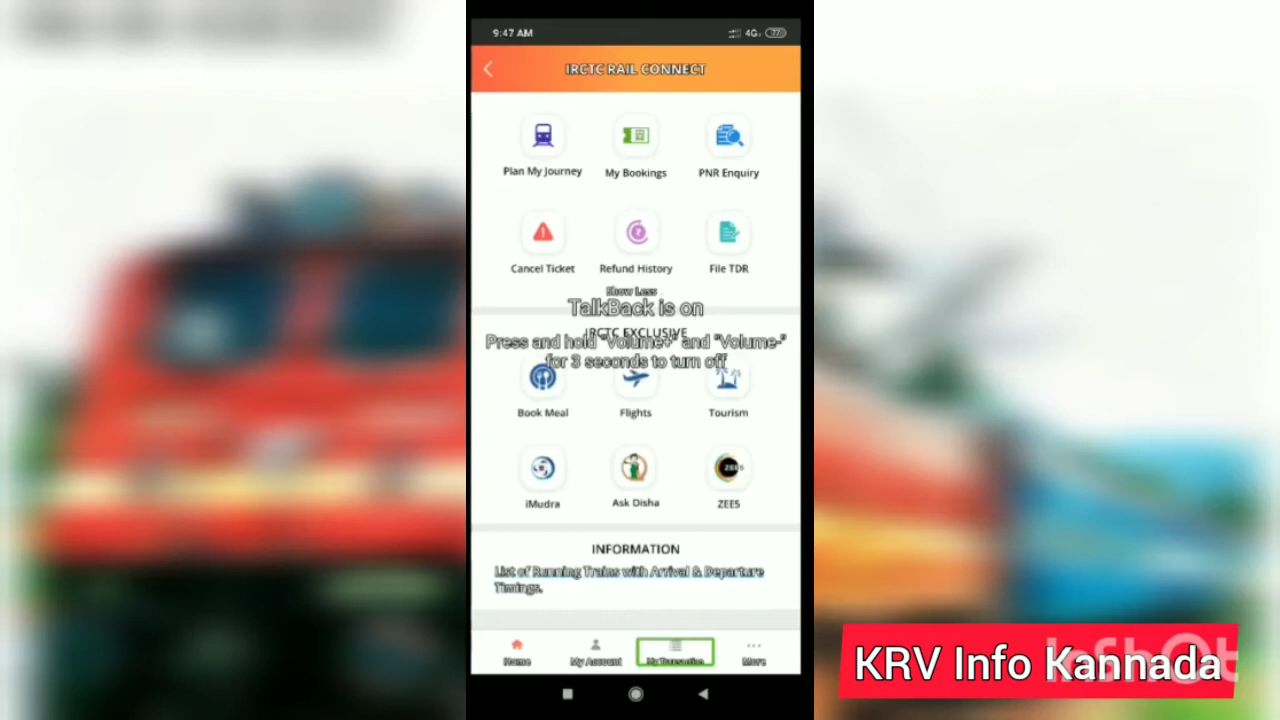 9:47 AM
4G
77
IRCTC RAIL CONNECT
Plan My Journey
My Bookings
PNR Enquiry
Cancel Ticket
Refund History
File TDR
Show Less
TalkBack is on
IRCTC EXCLUSIVE
Press and hold "Volume+" and "Volume-"
for 3 seconds to turn off
Book Meal
Flights
Tourism
iMudra
Ask Disha
ZEE5
ZEE5
INFORMATION
List of Running Trains with Arrival & Departure
Timings.
Home
My Account
My Transaction
More
KRV Info Kannada
InShOt